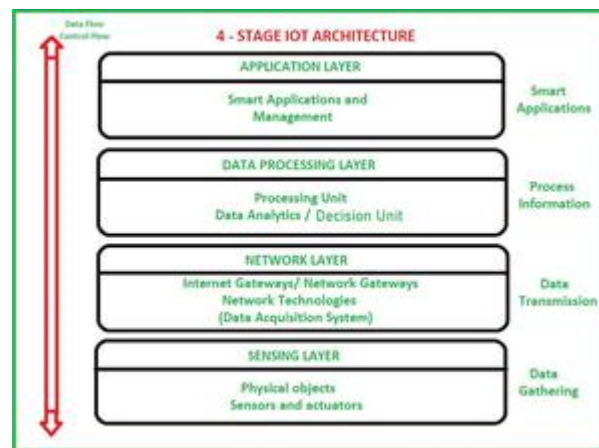 Data Flow
Control Flow
4 - STAGE IOT ARCHITECTURE
APPLICATION LAYER
Smart Applications and
Management
Smart
Applications
DATA PROCESSING LAYER
Processing Unit
Data Analytics / Decision Unit
Process
Information
NETWORK LAYER
Internet Gateways/ Network Gateways
Network Technologies
(Data Acquisition System)
Data
Transmission
SENSING LAYER
Physical objects
Sensors and actuators
Data
Gathering